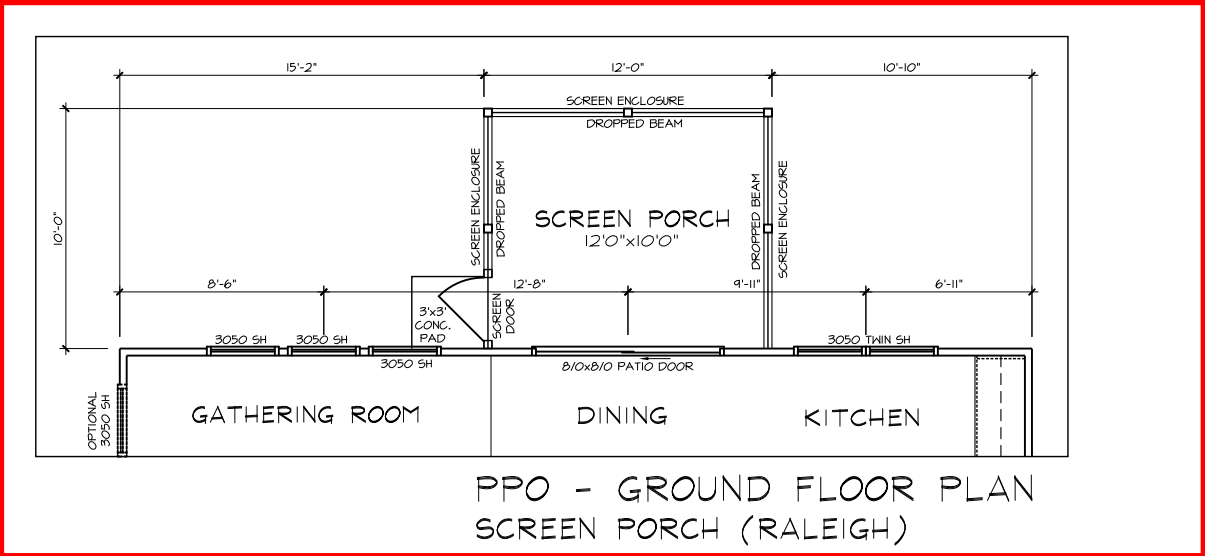 15'-2"
12'-0"
10'-10"
SCREEN ENCLOSURE
DROPPED BEAM
SCREEN ENCLOSURE
DROPPED BEAM
DROPPED BEAM
SCREEN ENCLOSURE
10'-0"
SCREEN PORCH
12'0"x10'0"
8'-6"
12'-8"
9'-11"
6'-11"
3'x3'
CONC.
PAD
SCREEN
DOOR
3050 SH
3050 SH
3050 SH
3050 TWIN SH
8/0x8/0 PATIO DOOR
OPTIONAL
3050 SH
GATHERING ROOM
DINING
KITCHEN
PPO - GROUND FLOOR PLAN
SCREEN PORCH (RALEIGH)